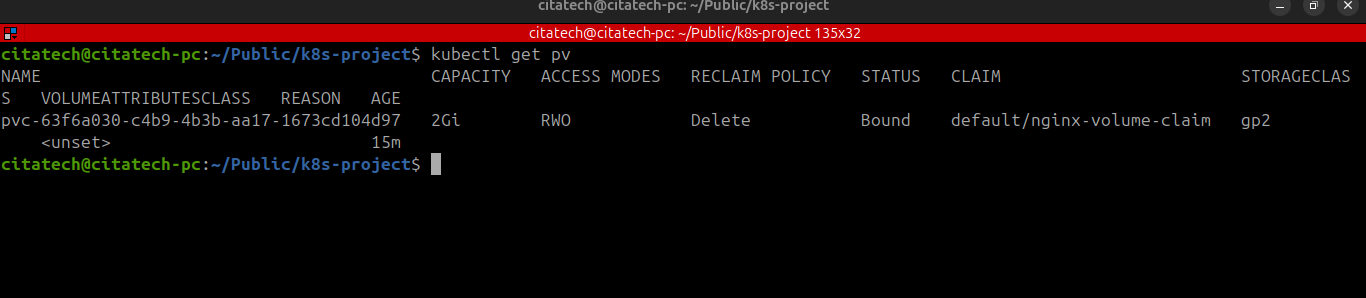 citatech@citatech-pc: ~/Public/k8s-project
citatech@citatech-pc: ~/Public/k8s-project 135x32
citatech@citatech-pc:~/Public/k8s-project$ kubectl get pv
NAME                                       CAPACITY   ACCESS MODES   RECLAIM POLICY   STATUS   CLAIM                         STORAGECLAS
S   VOLUMEATTRIBUTESCLASS   REASON   AGE
pvc-63f6a030-c4b9-4b3b-aa17-1673cd104d97   2Gi        RWO            Delete           Bound    default/nginx-volume-claim   gp2
    <unset>                          15m
citatech@citatech-pc:~/Public/k8s-project$